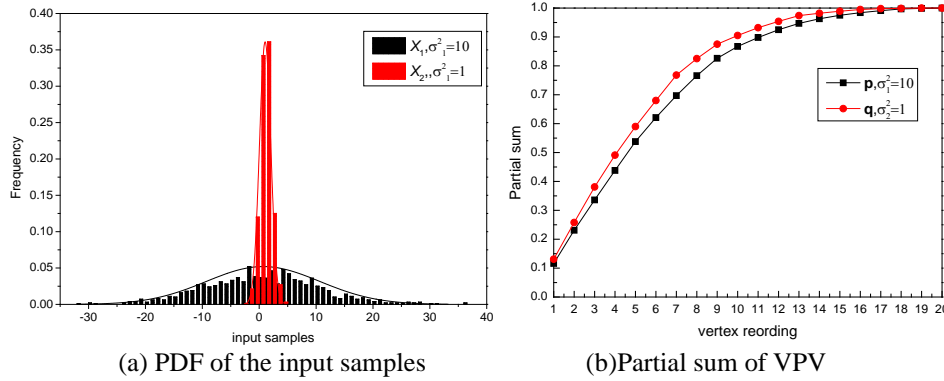 0.40
0.35
0.30
0.25
0.20
0.15
0.10
0.05
0.00
Frequency
X₁,σ²₁=10
X₂,,σ²₁=1
-30 -20 -10 0 10 20 30 40
input samples
(a) PDF of the input samples
1.0
0.9
0.8
0.7
0.6
0.5
0.4
0.3
0.2
0.1
0.0
Partial sum
p,σ²₁=10
q,σ²₂=1
1 2 3 4 5 6 7 8 9 10 11 12 13 14 15 16 17 18 19 20
vertex reording
(b)Partial sum of VPV